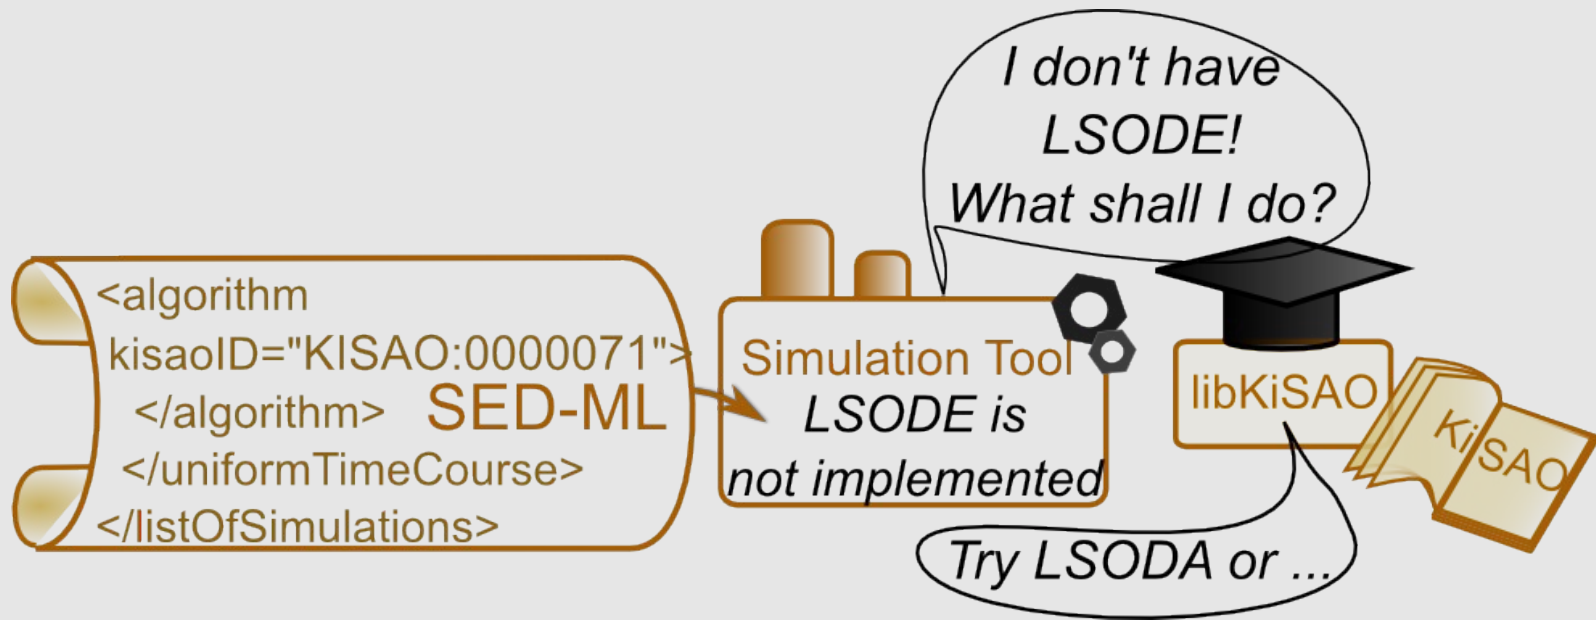 I don't have
LSODE!
What shall I do?
<algorithm
kisaoID="KISAO:0000071">
</algorithm> SED-ML
</uniformTimeCourse>
</listOfSimulations>
Simulation Tool
LSODE is
not implemented
libKiSAO
KiSAO
Try LSODA or ...